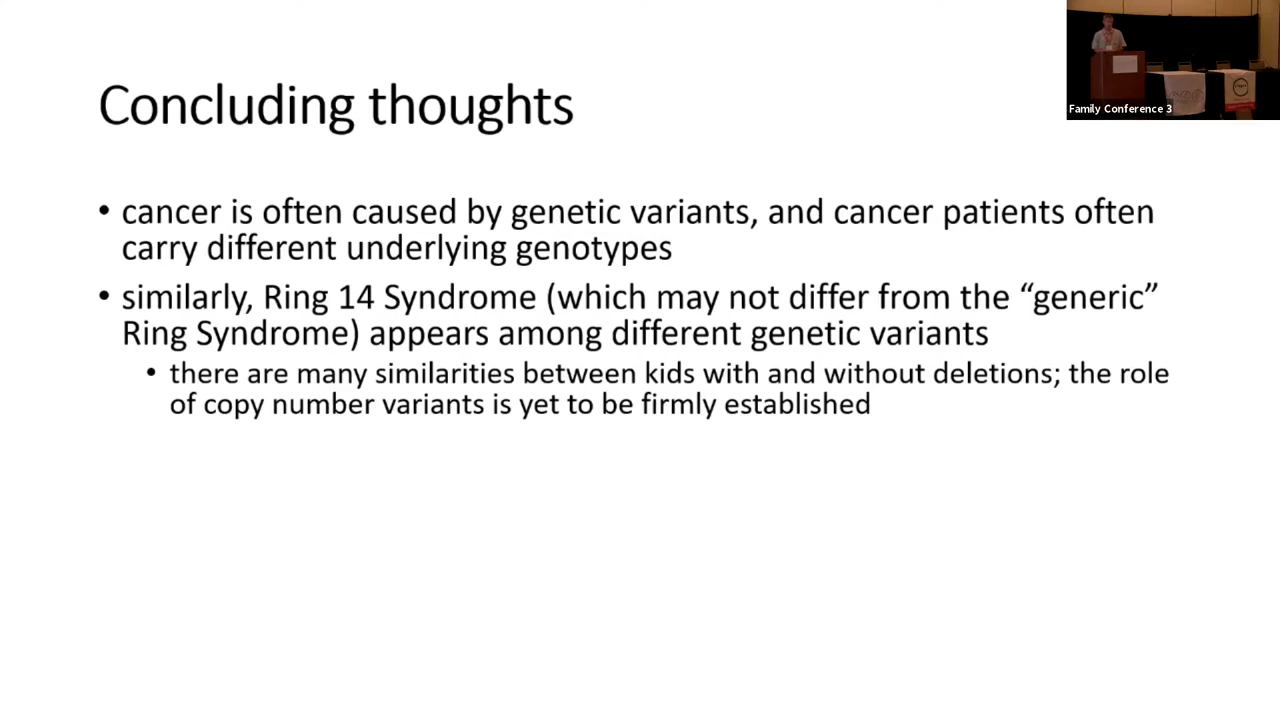 Concluding thoughts
• cancer is often caused by genetic variants, and cancer patients often
carry different underlying genotypes
• similarly, Ring 14 Syndrome (which may not differ from the “generic”
Ring Syndrome) appears among different genetic variants
• there are many similarities between kids with and without deletions; the role
of copy number variants is yet to be firmly established
Family Conference 3